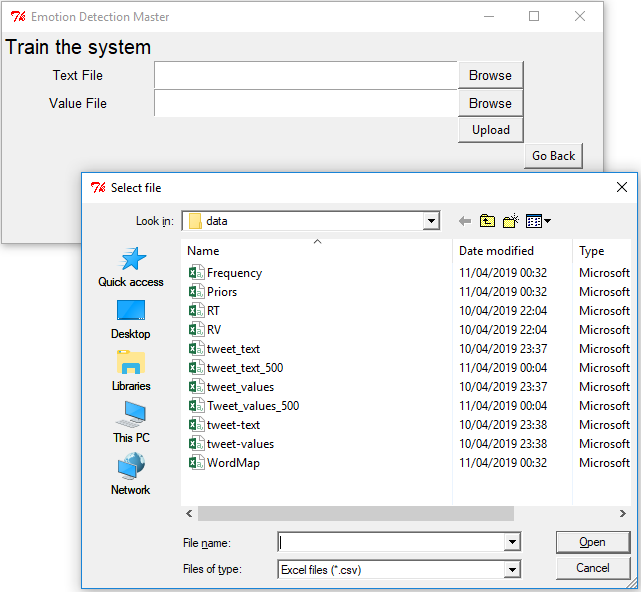 Emotion Detection Master
Train the system
Text File Browse
Value File Browse
Upload
Go Back
Select file
Look in: data
Name Date modified Type
Frequency 11/04/2019 00:32 Microsoft
Priors 11/04/2019 00:32 Microsoft
RT 10/04/2019 22:04 Microsoft
RV 10/04/2019 22:04 Microsoft
tweet_text 10/04/2019 23:37 Microsoft
tweet_text_500 11/04/2019 00:04 Microsoft
tweet_values 10/04/2019 23:37 Microsoft
Tweet_values_500 11/04/2019 00:04 Microsoft
tweet-text 10/04/2019 23:38 Microsoft
tweet-values 10/04/2019 23:38 Microsoft
WordMap 11/04/2019 00:32 Microsoft
Quick access
Desktop
Libraries
This PC
Network
File name: Open
Files of type: Excel files (*.csv) Cancel